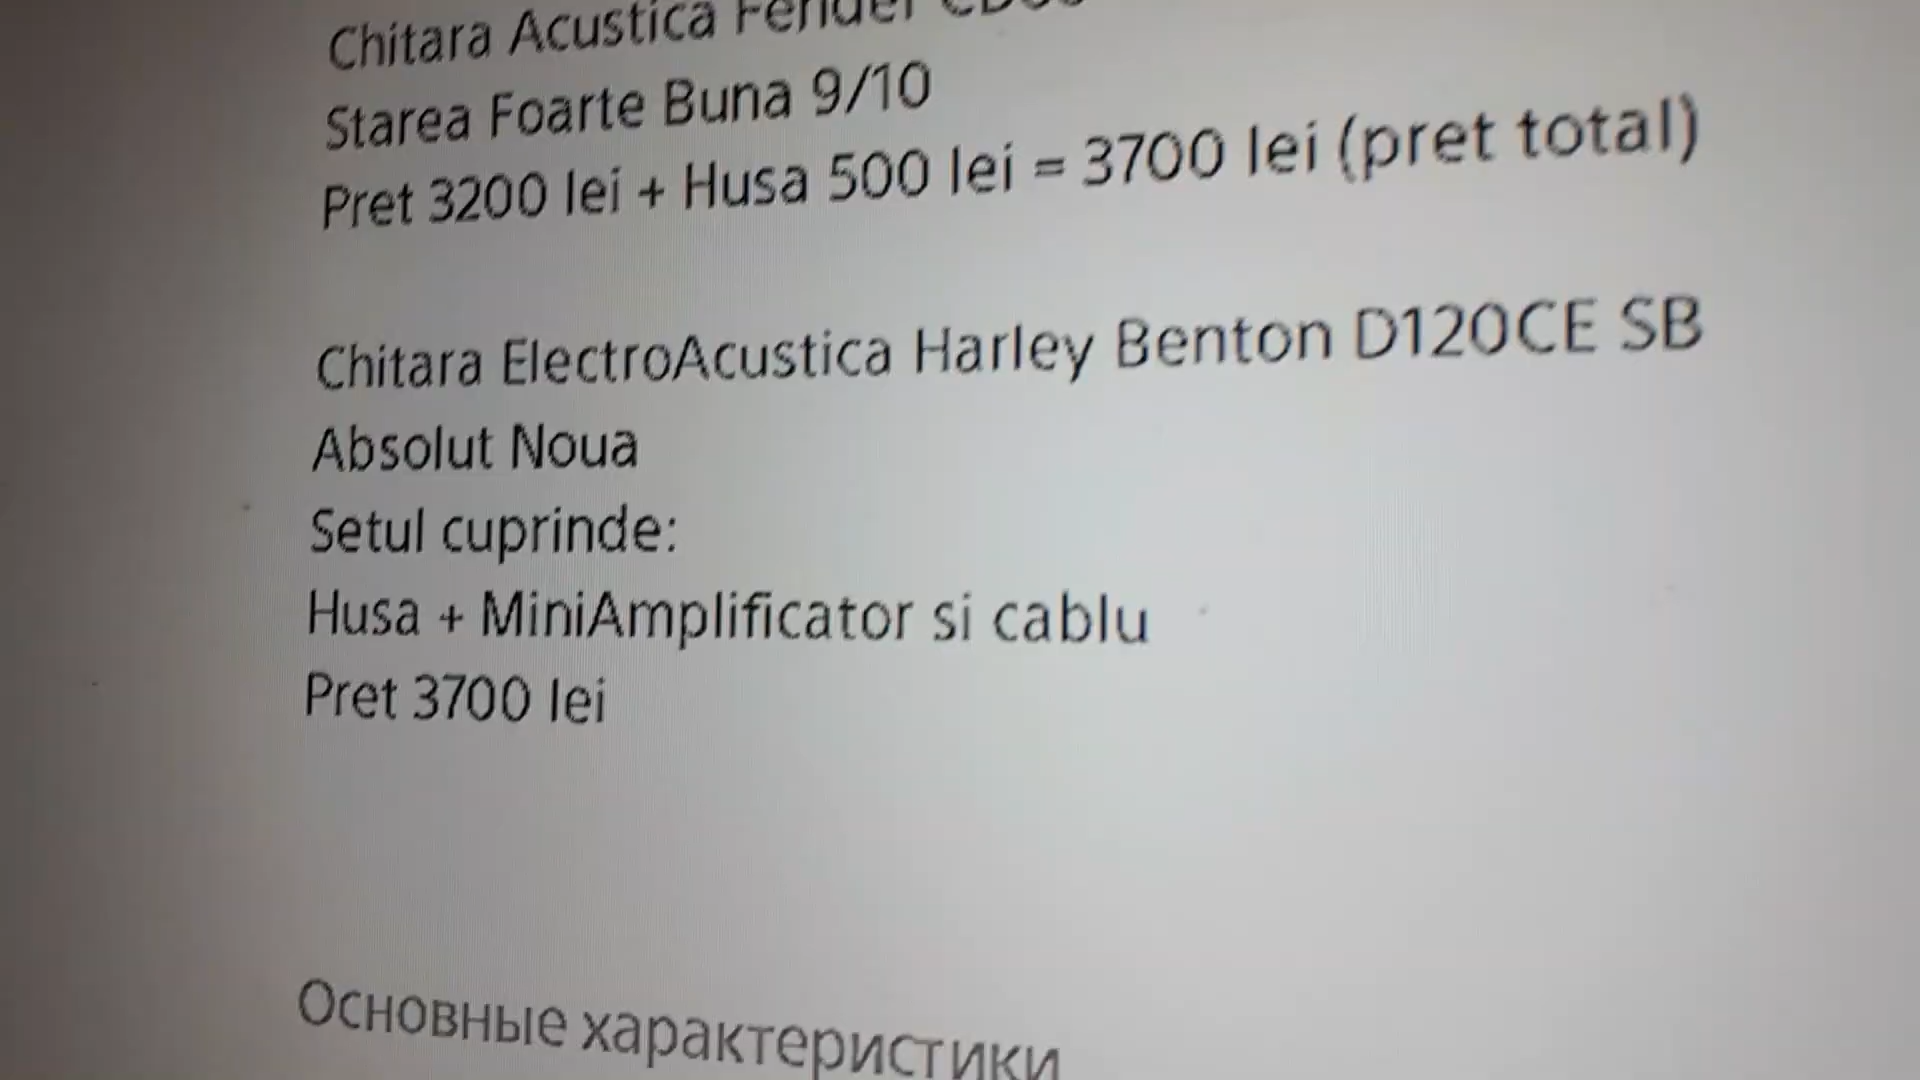 Chitara Acustica Fender
Starea Foarte Buna 9/10
Pret 3200 lei + Husa 500 lei = 3700 lei (pret total)
Chitara ElectroAcustica Harley Benton D120CE SB
Absolut Noua
Setul cuprinde:
Husa + MiniAmplificator si cablu
Pret 3700 lei
Основные характеристики